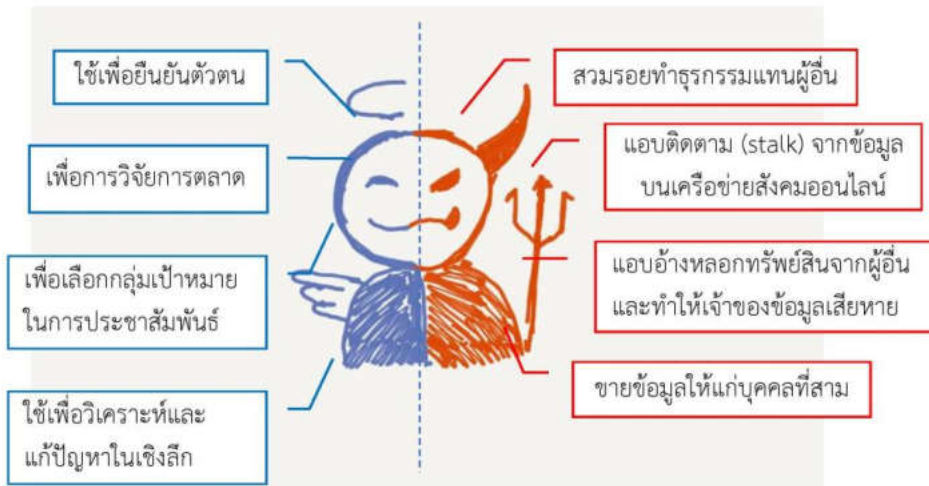 ใช้เพื่อยืนยันตัวตน
เพื่อการวิจัยการตลาด
เพื่อเลือกกลุ่มเป้าหมาย
ในการประชาสัมพันธ์
ใช้เพื่อวิเคราะห์และ
แก้ปัญหาในเชิงลึก
สวมรอยทำธุรกรรมแทนผู้อื่น
แอบติดตาม (stalk) จากข้อมูล
บนเครือข่ายสังคมออนไลน์
แอบอ้างหลอกทรัพย์สินจากผู้อื่น
และทำให้เจ้าของข้อมูลเสียหาย
ขายข้อมูลให้แก่บุคคลที่สาม